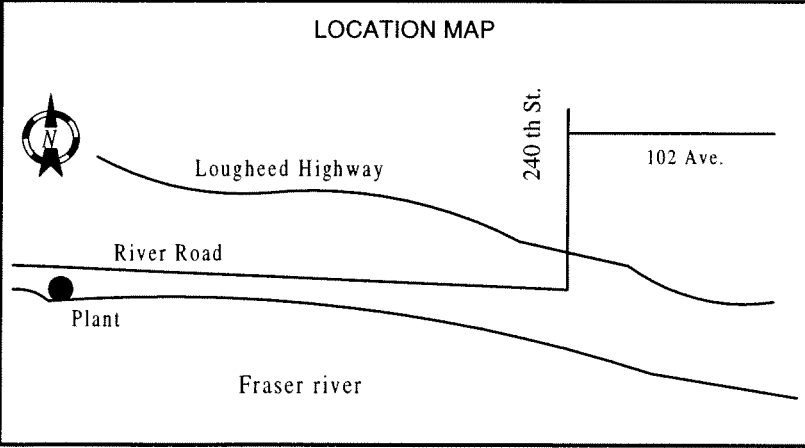 LOCATION MAP
N
240 th St.
102 Ave.
Lougheed Highway
River Road
Plant
Fraser river